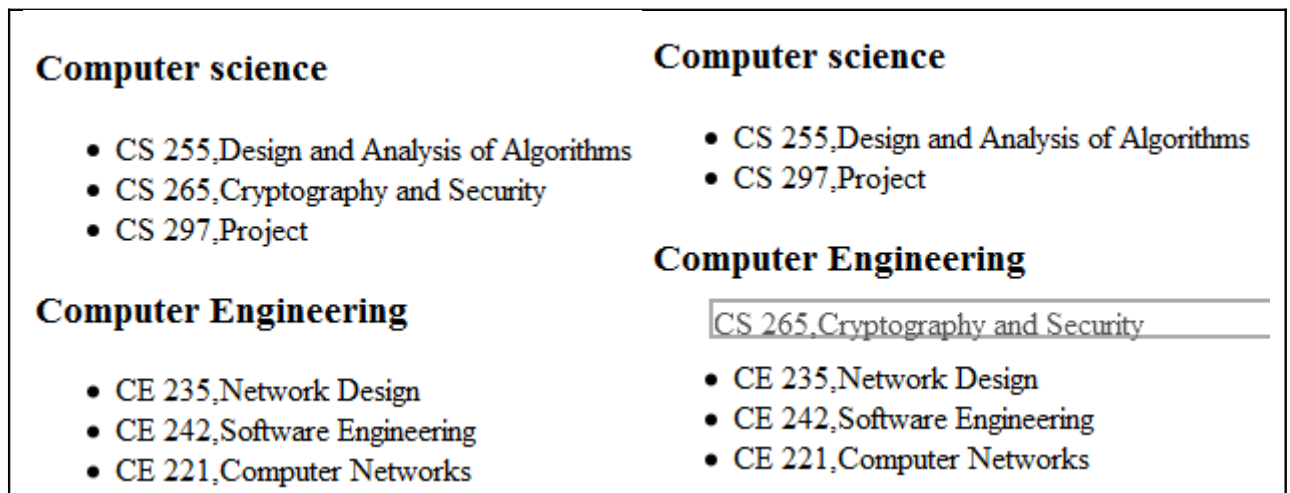 Computer science
CS 255,Design and Analysis of Algorithms
CS 265,Cryptography and Security
CS 297,Project
Computer Engineering
CE 235,Network Design
CE 242,Software Engineering
CE 221,Computer Networks
Computer science
CS 255,Design and Analysis of Algorithms
CS 297,Project
Computer Engineering
CS 265,Cryptography and Security
CE 235,Network Design
CE 242,Software Engineering
CE 221,Computer Networks